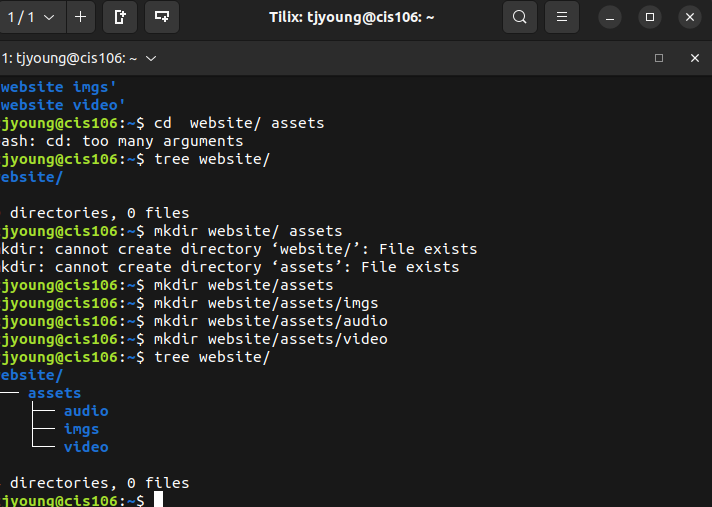 1 / 1
Tilix: tjyoung@cis106: ~
1: tjyoung@cis106: ~
website imgs'
website video'
jyoung@cis106:~$ cd  website/ assets
ash: cd: too many arguments
jyoung@cis106:~$ tree website/
ebsite/
directories, 0 files
jyoung@cis106:~$ mkdir website/ assets
kdir: cannot create directory ‘website/’: File exists
kdir: cannot create directory ‘assets’: File exists
jyoung@cis106:~$ mkdir website/assets
jyoung@cis106:~$ mkdir website/assets/imgs
jyoung@cis106:~$ mkdir website/assets/audio
jyoung@cis106:~$ mkdir website/assets/video
jyoung@cis106:~$ tree website/
ebsite/
── assets
├── audio
├── imgs
└── video
directories, 0 files
jyoung@cis106:~$